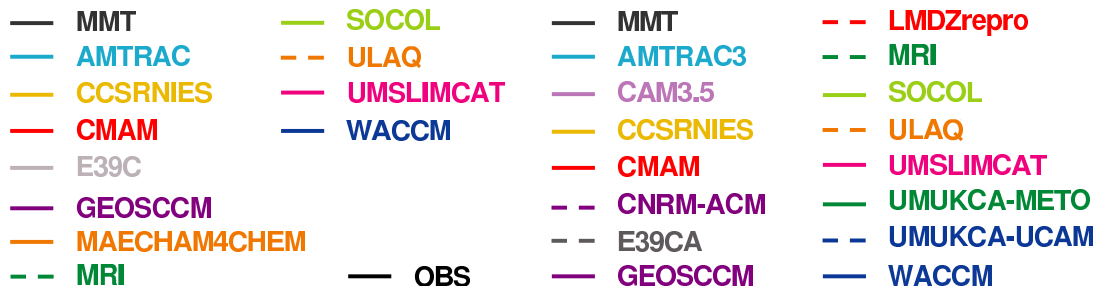 MMT
AMTRAC
CCSRNIES
CMAM
E39C
GEOSCCM
MAECHAM4CHEM
MRI
SOCOL
ULAQ
UMSLIMCAT
WACCM
OBS
MMT
AMTRAC3
CAM3.5
CCSRNIES
CMAM
CNRM-ACM
E39CA
GEOSCCM
LMDZrepro
MRI
SOCOL
ULAQ
UMSLIMCAT
UMUKCA-METO
UMUKCA-UCAM
WACCM